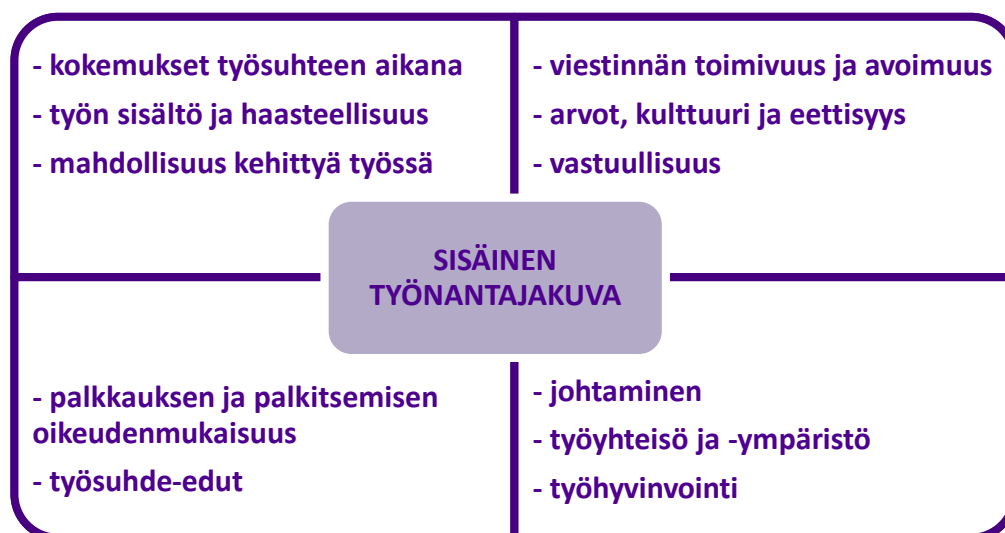 - kokemukset työsuhteen aikana
- työn sisältö ja haasteellisuus
- mahdollisuus kehittyä työssä
- viestinnän toimivuus ja avoimuus
- arvot, kulttuuri ja eettisyys
- vastuullisuus
SISÄINEN
TYÖNANTAJAKUVA
- palkkauksen ja palkitsemisen
oikeudenmukaisuus
- työsuhde-edut
- johtaminen
- työyhteisö ja -ympäristö
- työhyvinvointi